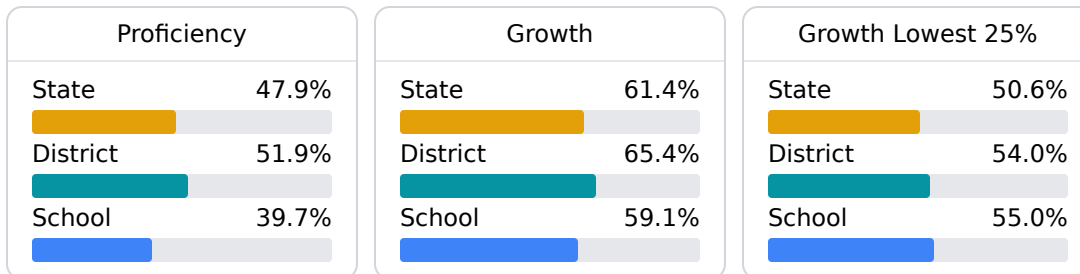 Proficiency
State 47.9%
District 51.9%
School 39.7%
Growth
State 61.4%
District 65.4%
School 59.1%
Growth Lowest 25%
State 50.6%
District 54.0%
School 55.0%